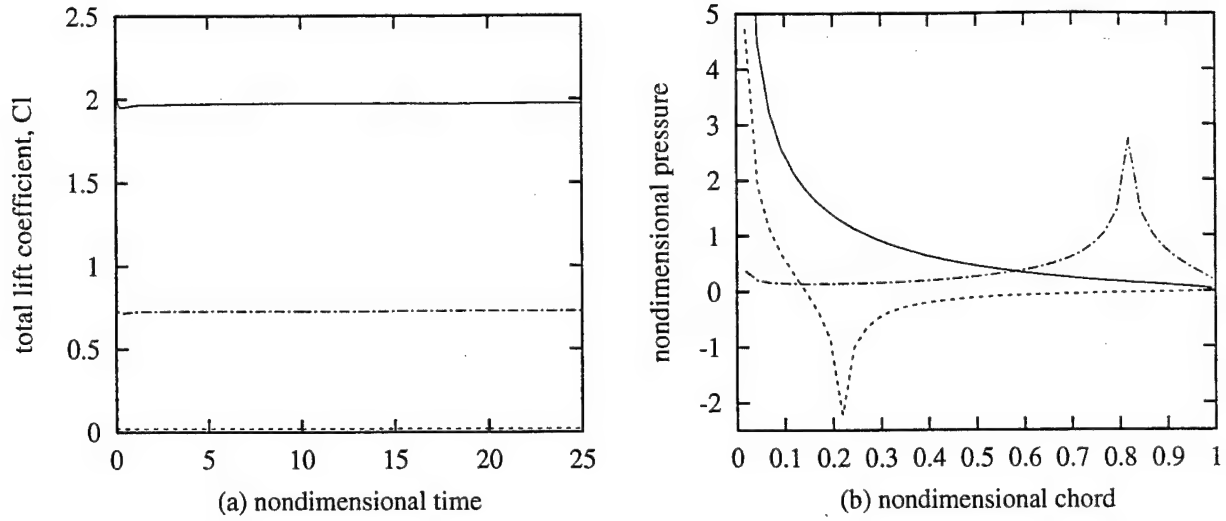 2.5
2
1.5
1
0.5
0
total lift coefficient, Cl
0 5 10 15 20 25
(a) nondimensional time
5
4
3
2
1
0
-1
-2
nondimensional pressure
0 0.1 0.2 0.3 0.4 0.5 0.6 0.7 0.8 0.9 1
(b) nondimensional chord